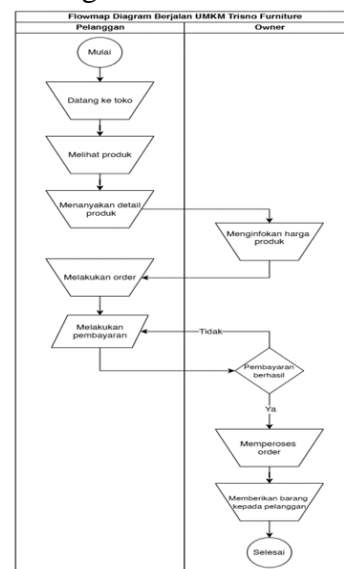 Flowmap Diagram Berjalan UMKM Trisno Furniture
Pelanggan
Owner
Mulai
Datang ke toko
Melihat produk
Menanyakan detail
produk
Menginfokan harga
produk
Melakukan order
Melakukan
pembayaran
Tidak
Pembayaran
berhasil
Ya
Memperoses
order
Memberikan barang
kepada pelanggan
Selesai